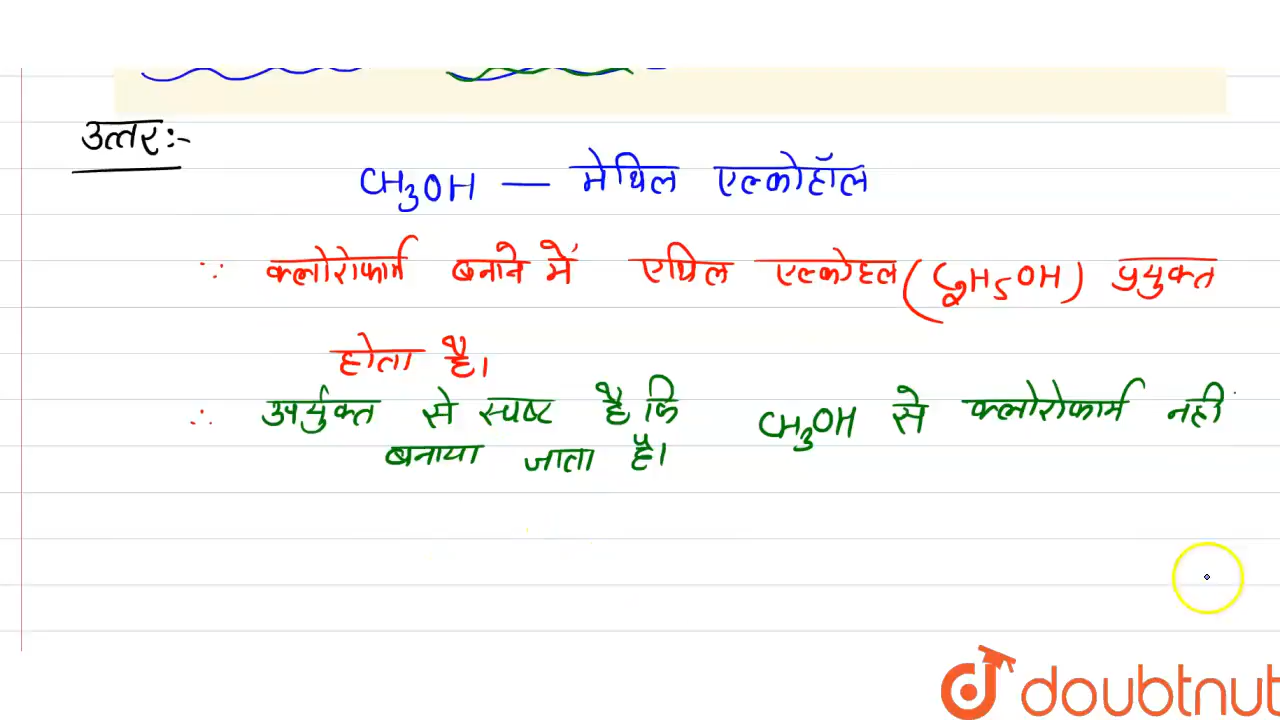 उत्तर:-
CH3OH — मेथिल एल्कोहॉल
∵ क्लोरोफार्म बनाने में एथिल एल्कोहल (C2H5OH) प्रयुक्त
होता है।
∴ उपर्युक्त से स्पष्ट है कि CH3OH से क्लोरोफार्म नही
बनाया जाता है।
doubtnut